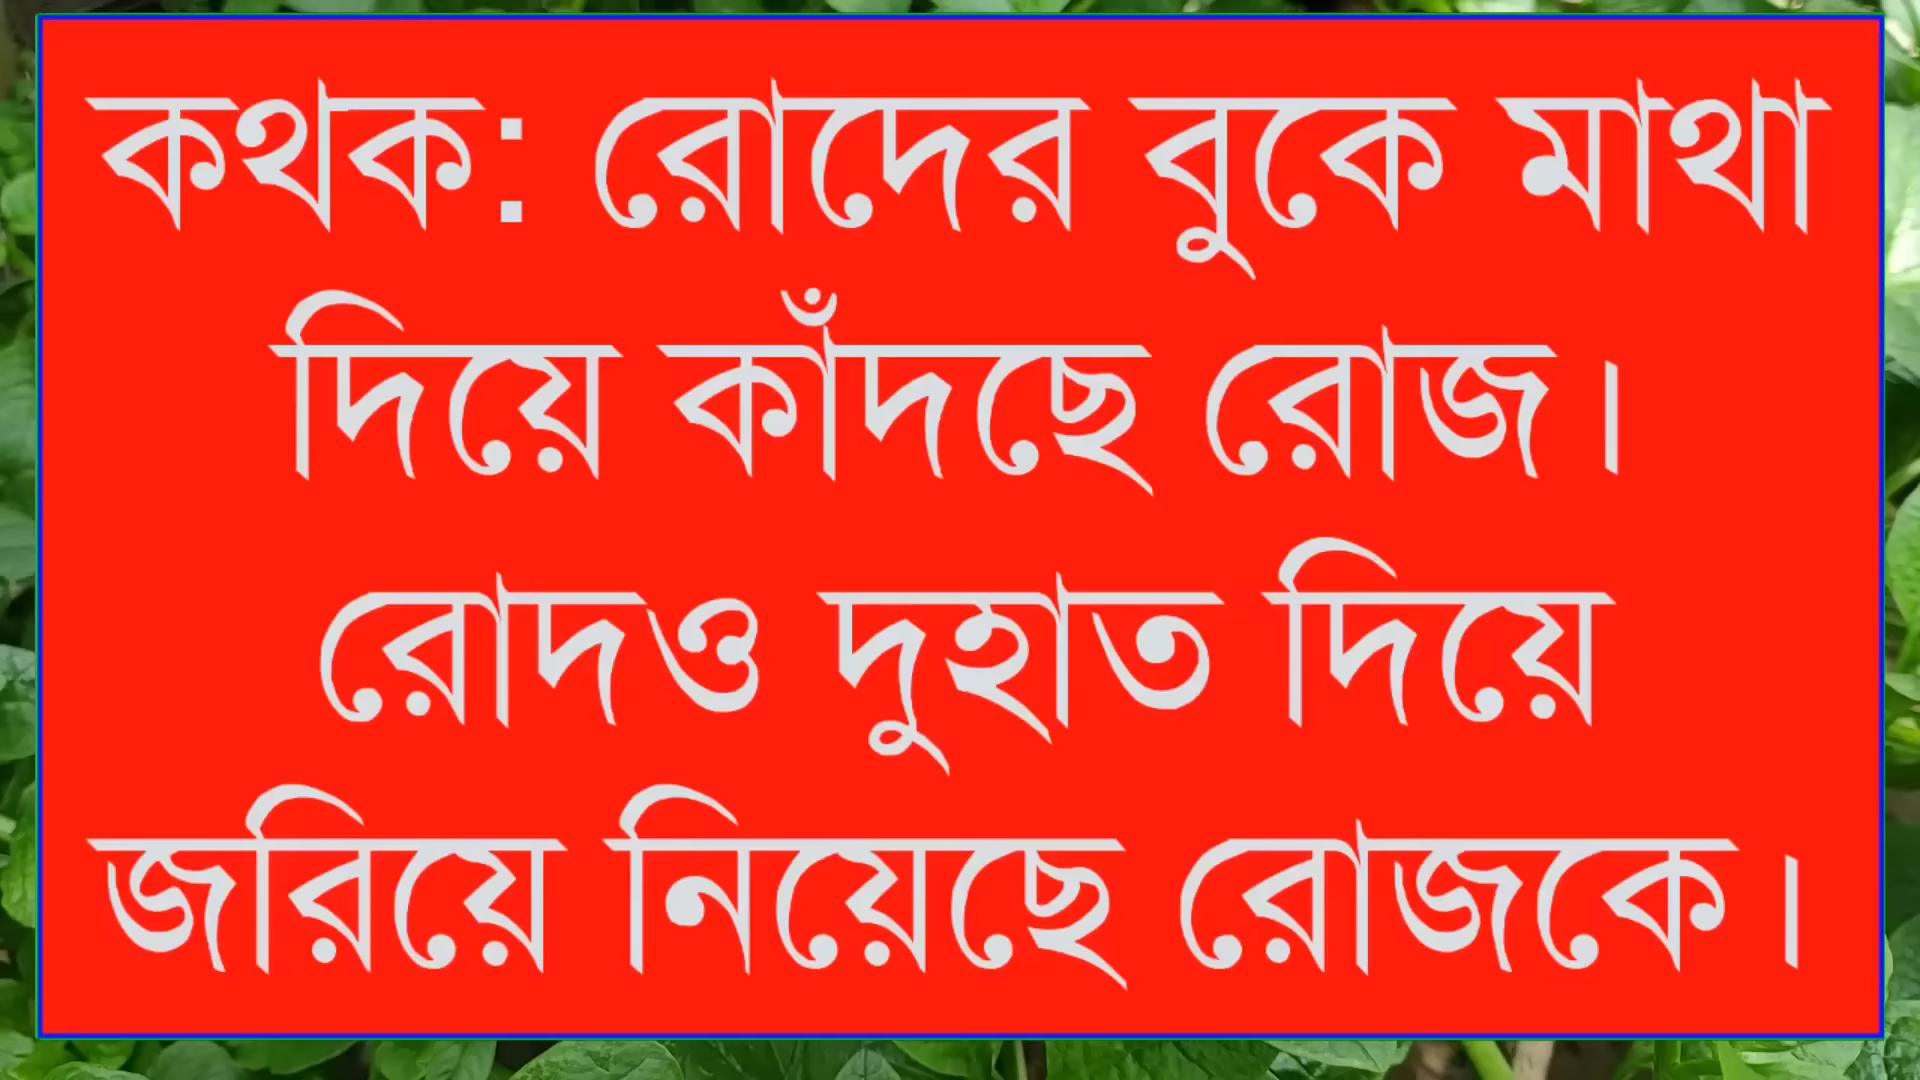 কথক: রোদের বুকে মাথা
দিয়ে কাঁদছে রোজ।
রোদও দুহাত দিয়ে
জরিয়ে নিয়েছে রোজকে।